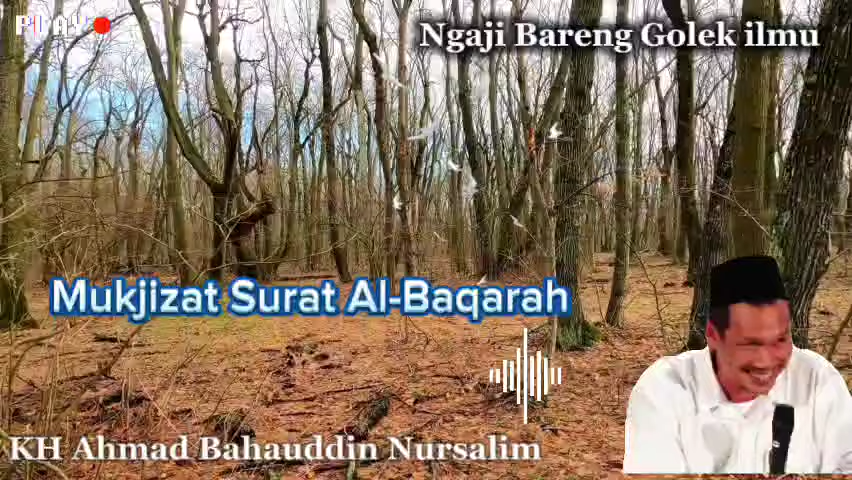 PLAY
Ngaji Bareng Golek ilmu
Mukjizat Surat Al-Baqarah
KH Ahmad Bahauddin Nursalim